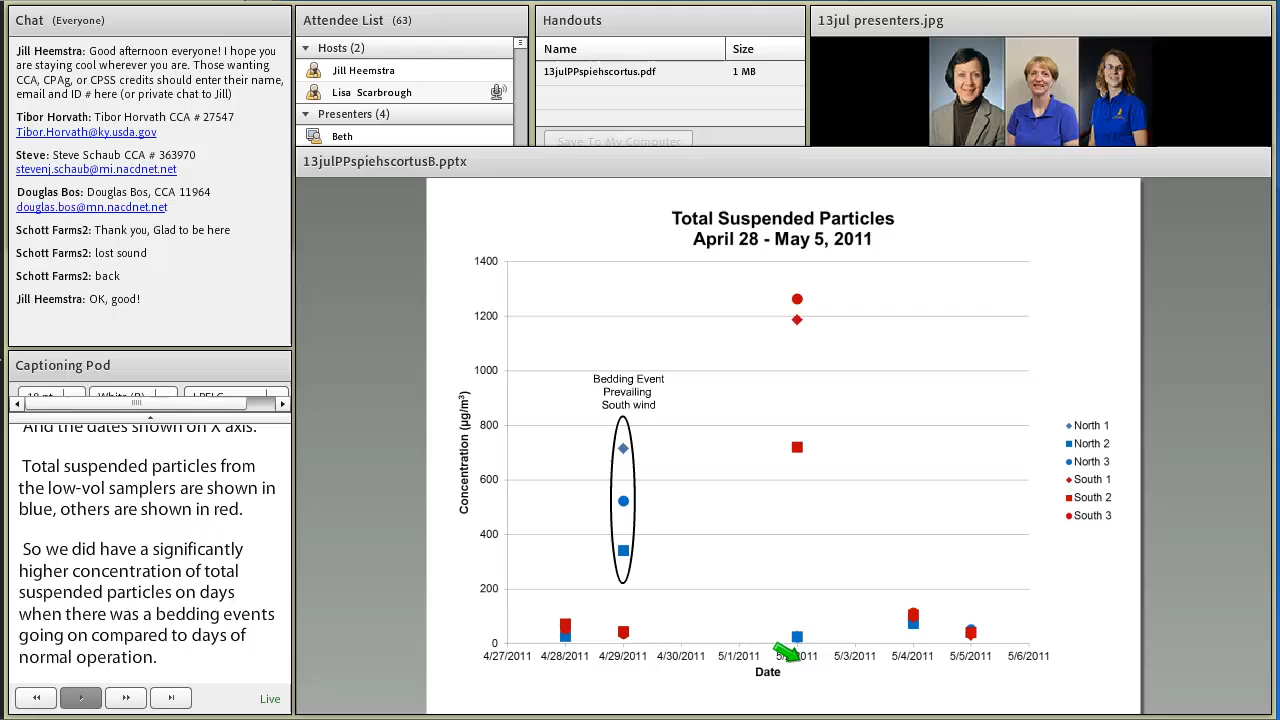 Chat (Everyone)
Jill Heemstra: Good afternoon everyone! I hope you
are staying cool wherever you are. Those wanting
CCA, CPAg, or CPSS credits should enter their name,
email and ID # here (or private chat to Jill)
Tibor Horvath: Tibor Horvath CCA # 27547
Tibor.Horvath@ky.usda.gov
Steve: Steve Schaub CCA # 363970
stevenj.schaub@mi.nacdnet.net
Douglas Bos: Douglas Bos, CCA 11964
douglas.bos@mn.nacdnet.net
Schott Farms2: Thank you, Glad to be here
Schott Farms2: lost sound
Schott Farms2: back
Jill Heemstra: OK, good!
Captioning Pod
And the dates shown on X axis.
Total suspended particles from
the low-vol samplers are shown in
blue, others are shown in red.
So we did have a significantly
higher concentration of total
suspended particles on days
when there was a bedding events
going on compared to days of
normal operation.
Live
Attendee List (63)
Hosts (2)
Jill Heemstra
Lisa Scarbrough
Presenters (4)
Beth
Handouts
Name Size
13julPPspiehscortus.pdf 1 MB
Save To My Computer
13jul presenters.jpg
13julPPspiehscortusB.pptx
Total Suspended Particles
April 28 - May 5, 2011
Concentration (µg/m³)
1400
1200
1000
800
600
400
200
0
Bedding Event
Prevailing
South wind
4/27/2011 4/28/2011 4/29/2011 4/30/2011 5/1/2011 5/3/2011 5/4/2011 5/5/2011 5/6/2011
Date
North 1
North 2
North 3
South 1
South 2
South 3